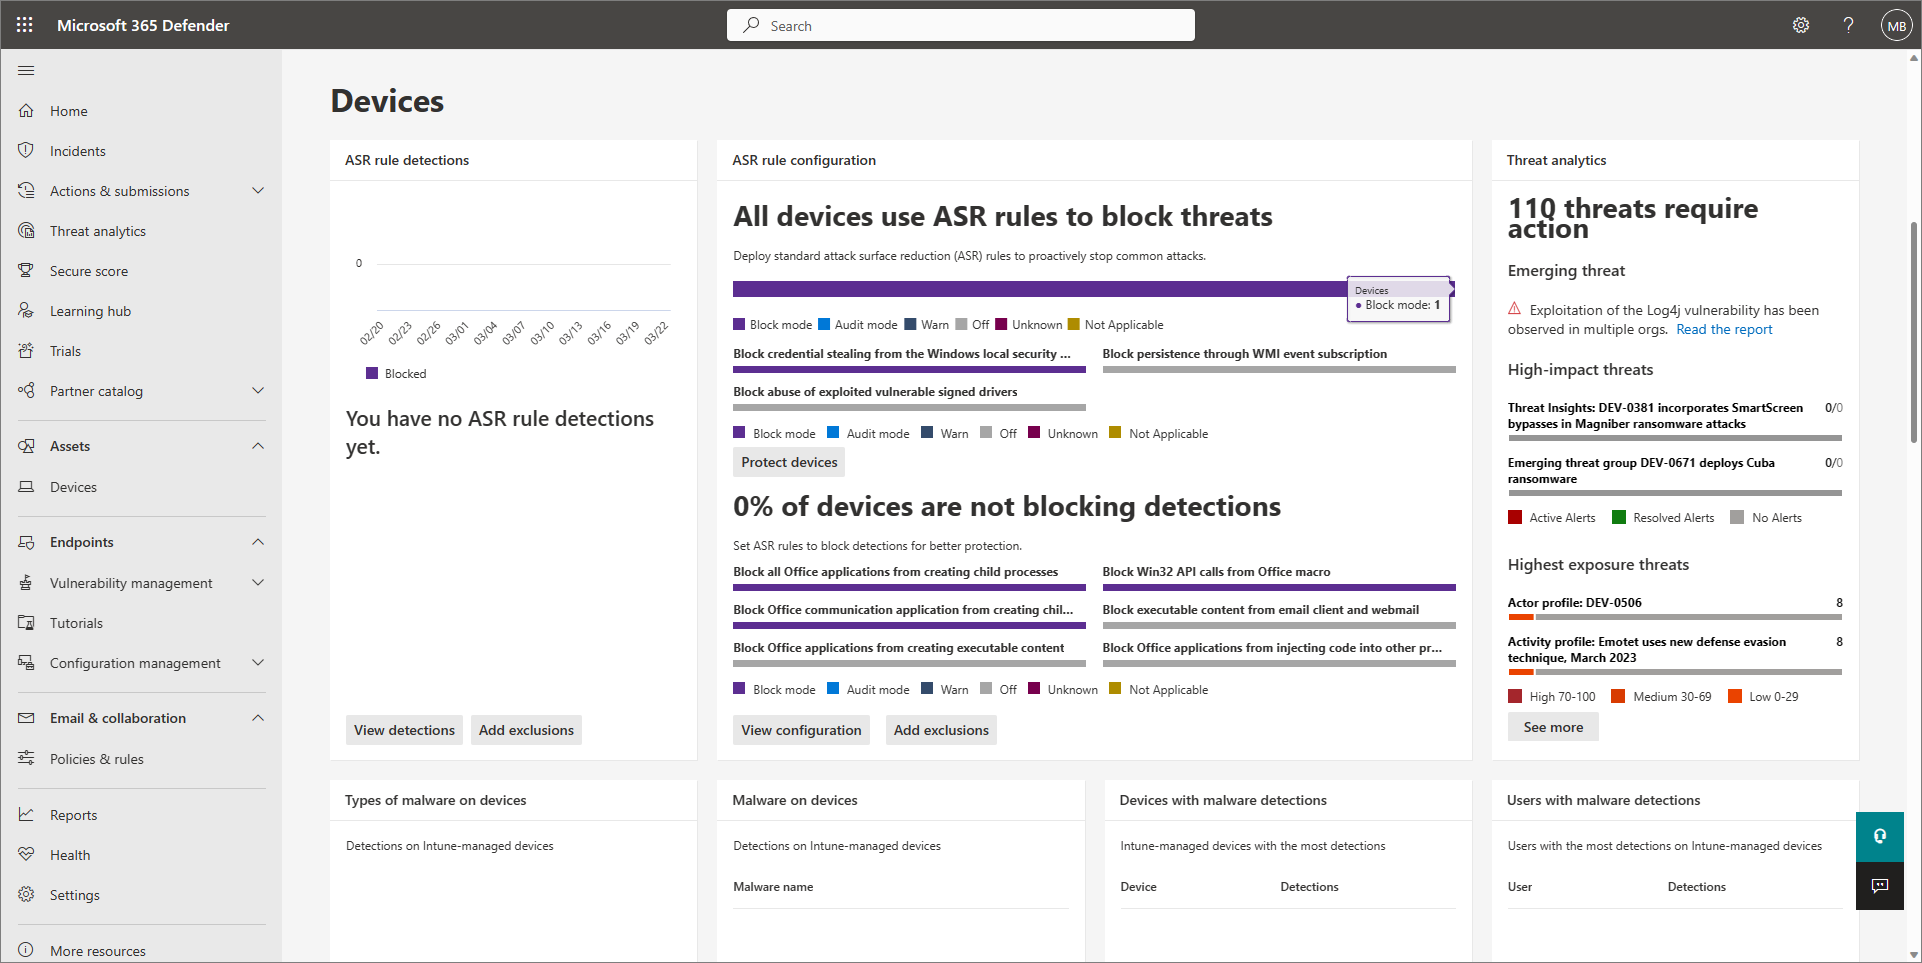 Microsoft 365 Defender
Search
MB
Home
Incidents
Actions & submissions
Threat analytics
Secure score
Learning hub
Trials
Partner catalog
Assets
Devices
Endpoints
Vulnerability management
Tutorials
Configuration management
Email & collaboration
Policies & rules
Reports
Health
Settings
More resources
Devices
ASR rule detections
0
02/20 02/23 02/26 03/01 03/04 03/07 03/10 03/13 03/16 03/19 03/22
Blocked
You have no ASR rule detections
yet.
View detections Add exclusions
ASR rule configuration
All devices use ASR rules to block threats
Deploy standard attack surface reduction (ASR) rules to proactively stop common attacks.
Devices
Block mode: 1
Block mode Audit mode Warn Off Unknown Not Applicable
Block credential stealing from the Windows local security ... Block persistence through WMI event subscription
Block abuse of exploited vulnerable signed drivers
Block mode Audit mode Warn Off Unknown Not Applicable
Protect devices
0% of devices are not blocking detections
Set ASR rules to block detections for better protection.
Block all Office applications from creating child processes Block Win32 API calls from Office macro
Block Office communication application from creating chil... Block executable content from email client and webmail
Block Office applications from creating executable content Block Office applications from injecting code into other pr...
Block mode Audit mode Warn Off Unknown Not Applicable
View configuration Add exclusions
Threat analytics
110 threats require
action
Emerging threat
Exploitation of the Log4j vulnerability has been
observed in multiple orgs. Read the report
High-impact threats
Threat Insights: DEV-0381 incorporates SmartScreen 0/0
bypasses in Magniber ransomware attacks
Emerging threat group DEV-0671 deploys Cuba 0/0
ransomware
Active Alerts Resolved Alerts No Alerts
Highest exposure threats
Actor profile: DEV-0506 8
Activity profile: Emotet uses new defense evasion 8
technique, March 2023
High 70-100 Medium 30-69 Low 0-29
See more
Types of malware on devices
Detections on Intune-managed devices
Malware on devices
Detections on Intune-managed devices
Malware name
Devices with malware detections
Intune-managed devices with the most detections
Device Detections
Users with malware detections
Users with the most detections on Intune-managed devices
User Detections